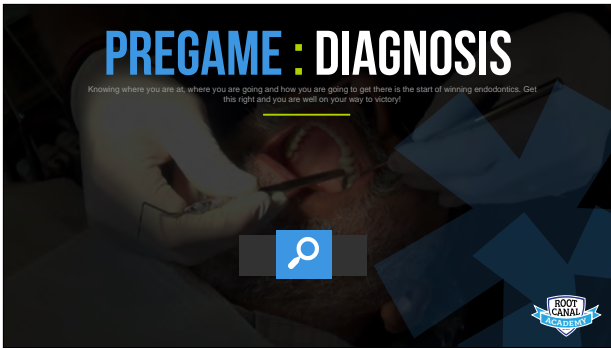 PREGAME : DIAGNOSIS
Knowing where you are at, where you are going and how you are going to get there is the start of winning endodontics. Get
this right and you are well on your way to victory!
ROOT
CANAL
ACADEMY